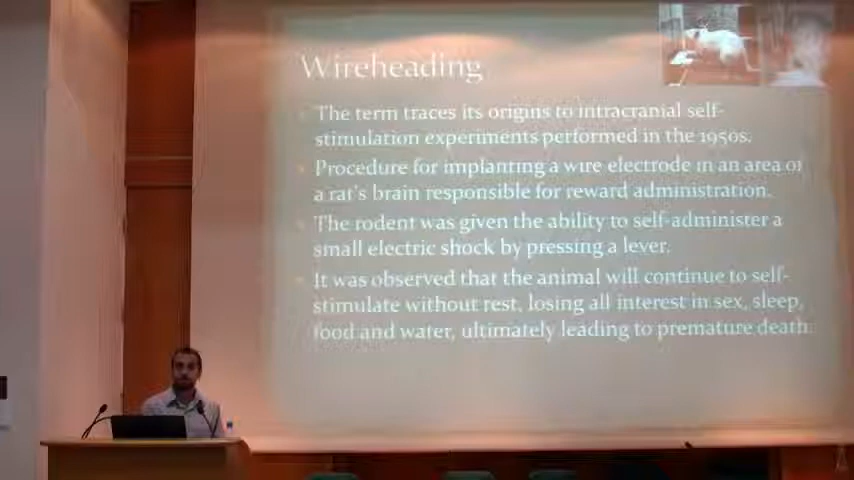 Wireheading
The term traces its origins to intracranial self-
stimulation experiments performed in the 1950s.
Procedure for implanting a wire electrode in an area of
a rat's brain responsible for reward administration.
The rodent was given the ability to self-administer a
small electric shock by pressing a lever.
It was observed that the animal will continue to self-
stimulate without rest, losing all interest in sex, sleep,
food and water, ultimately leading to premature death.